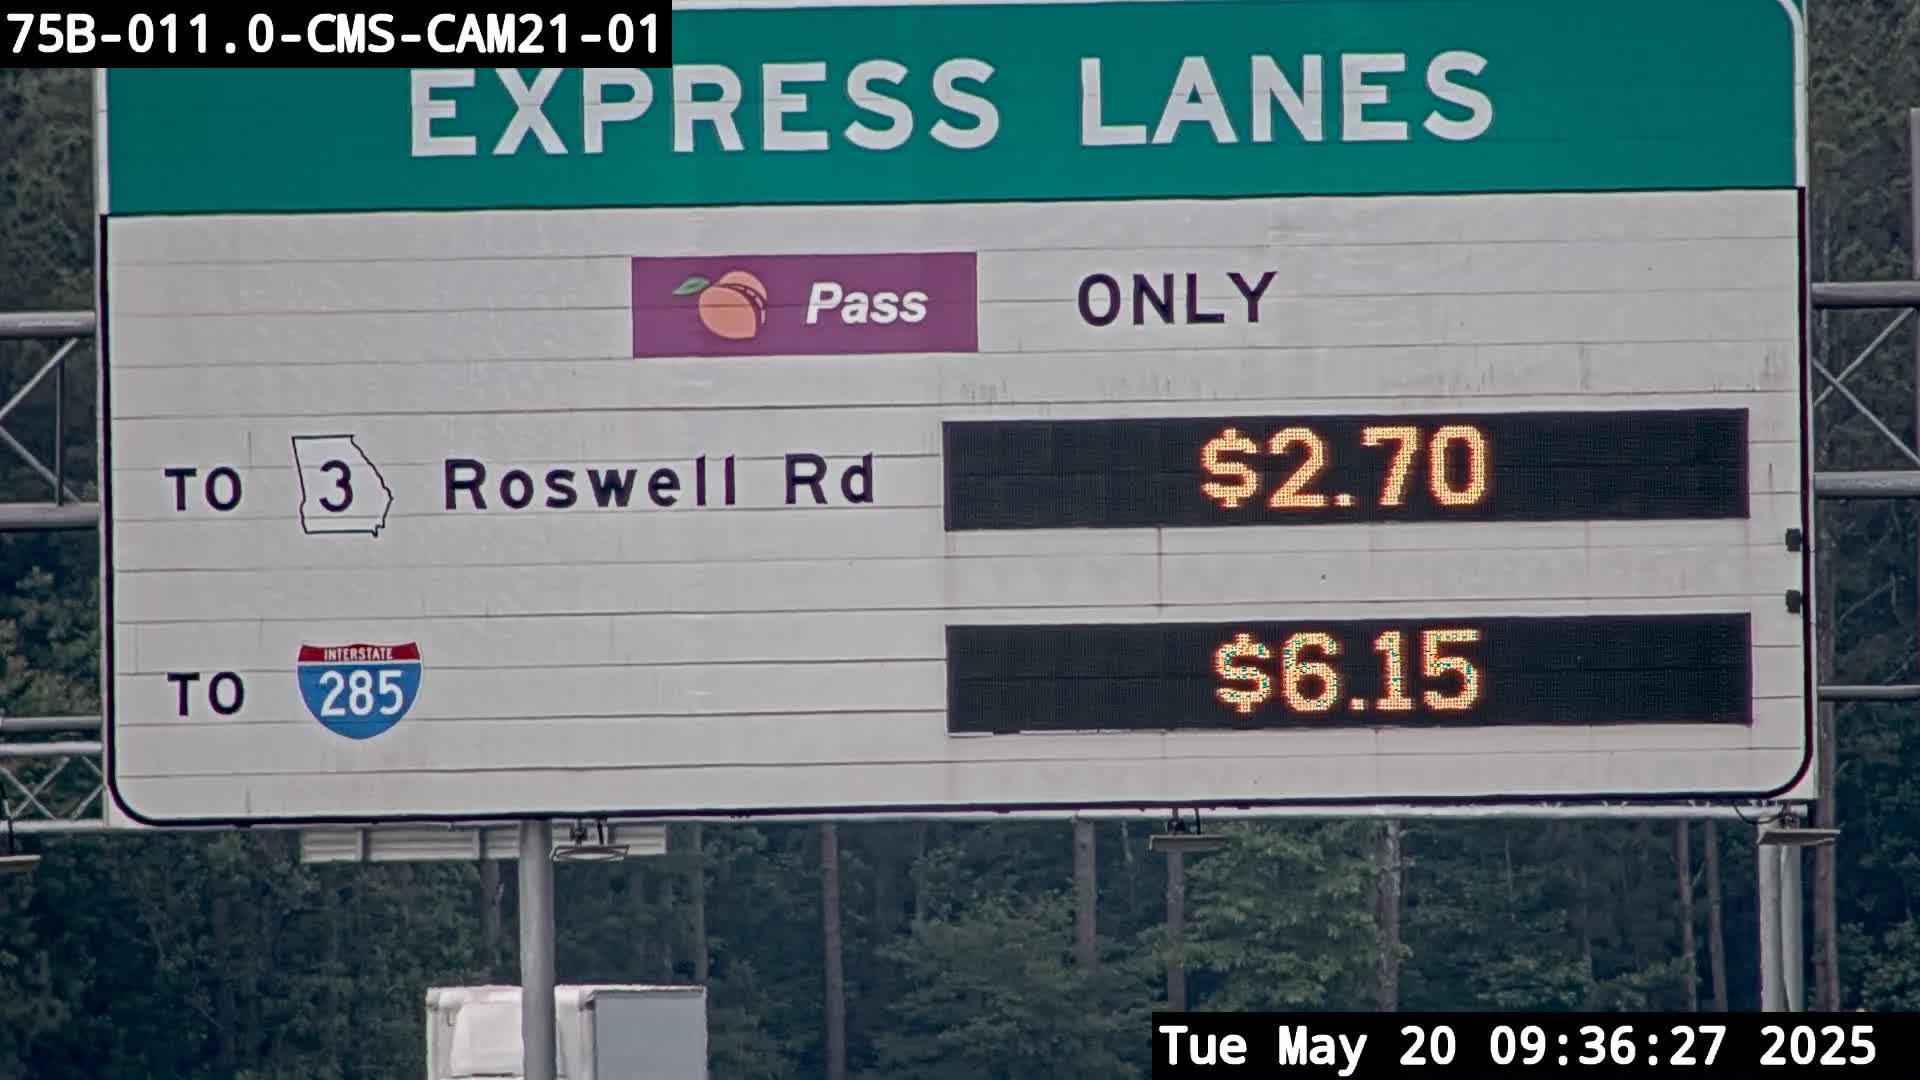 75B-011.0-CMS-CAM21-01
EXPRESS LANES
Pass ONLY
TO 3 Roswell Rd $2.70
TO INTERSTATE 285 $6.15
Tue May 20 09:36:27 2025